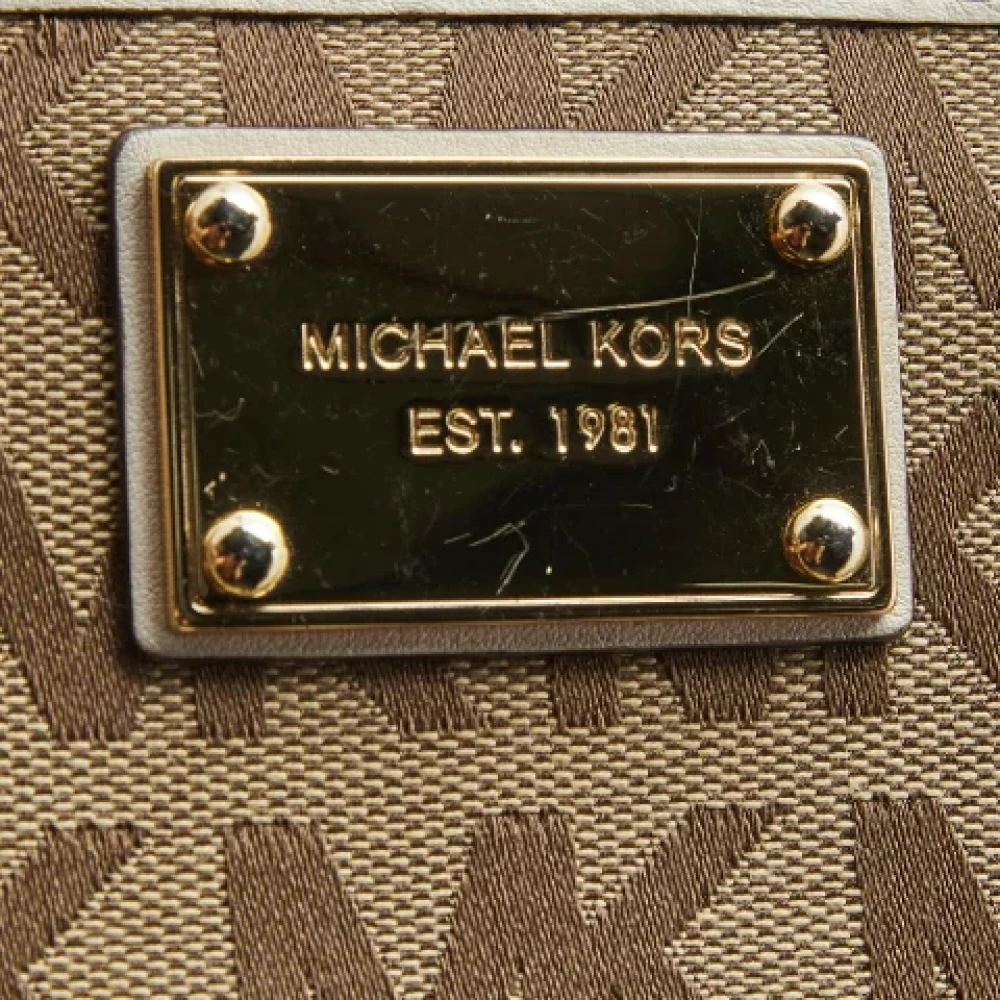 MICHAEL KORS
EST. 1981